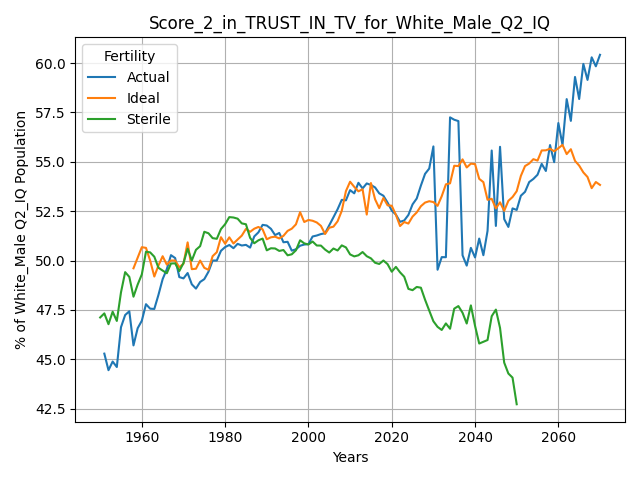 Score_2_in_TRUST_IN_TV_for_White_Male_Q2_IQ
Fertility
Actual
Ideal
Sterile
% of White_Male Q2_IQ Population
60.0
57.5
55.0
52.5
50.0
47.5
45.0
42.5
1960 1980 2000 2020 2040 2060
Years